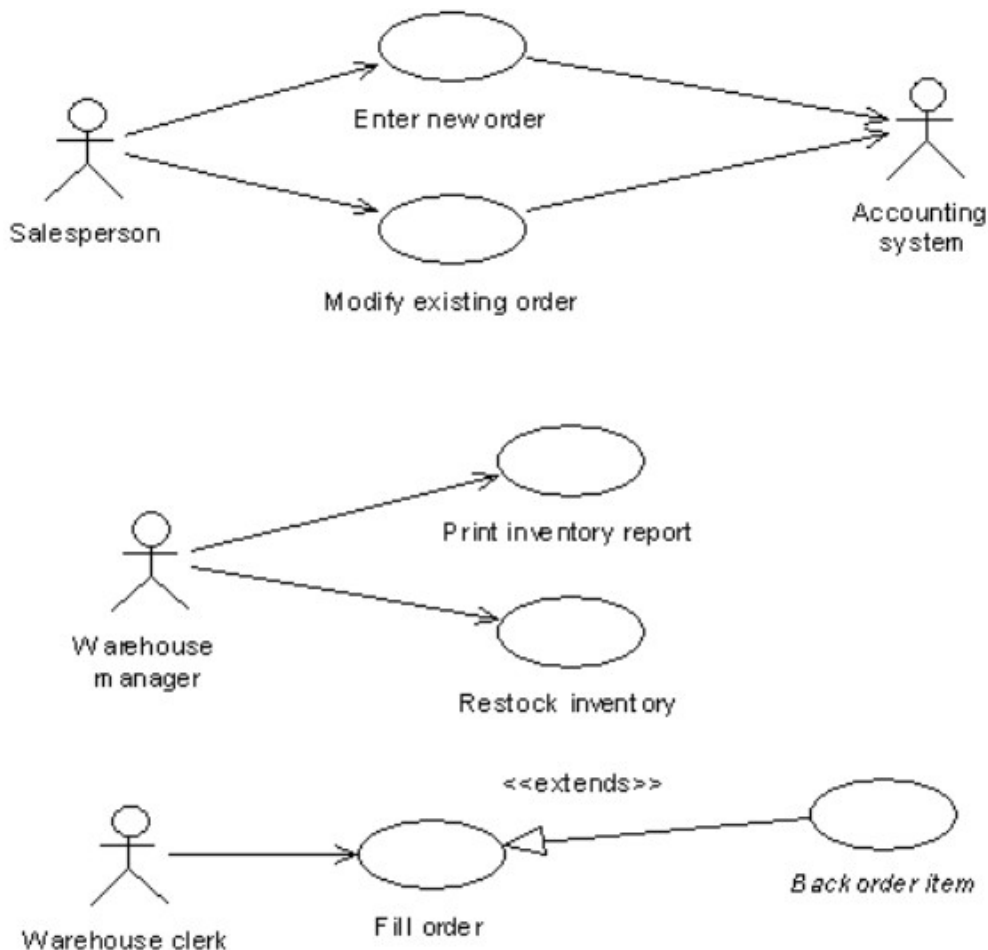 Enter new order
Salesperson
Accounting
system
Modify existing order
Print inventory report
Warehouse
manager
Restock inventory
<<extends>>
Back order item
Fill order
Warehouse clerk